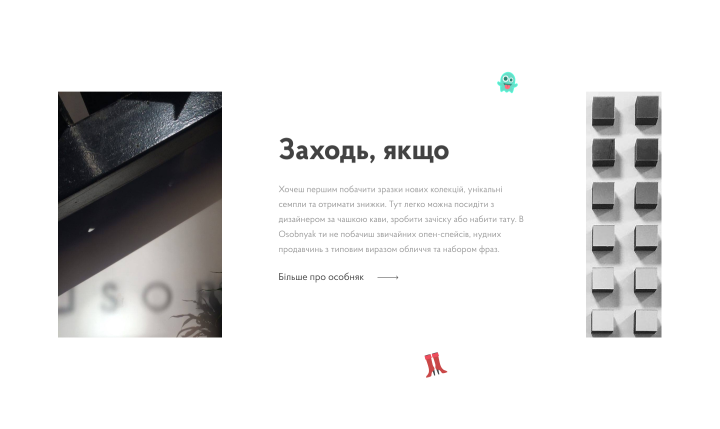 Заходь, якщо
Хочеш першим побачити зразки нових колекцій, унікальні
семпли та отримати знижки. Тут легко можна посидіти з
дизайнером за чашкою кави, зробити зачіску або набити тату. В
Osobnyak ти не побачиш звичайних опен-спейсів, нудних
продавчинь з типовим виразом обличчя та набором фраз.
Більше про особняк